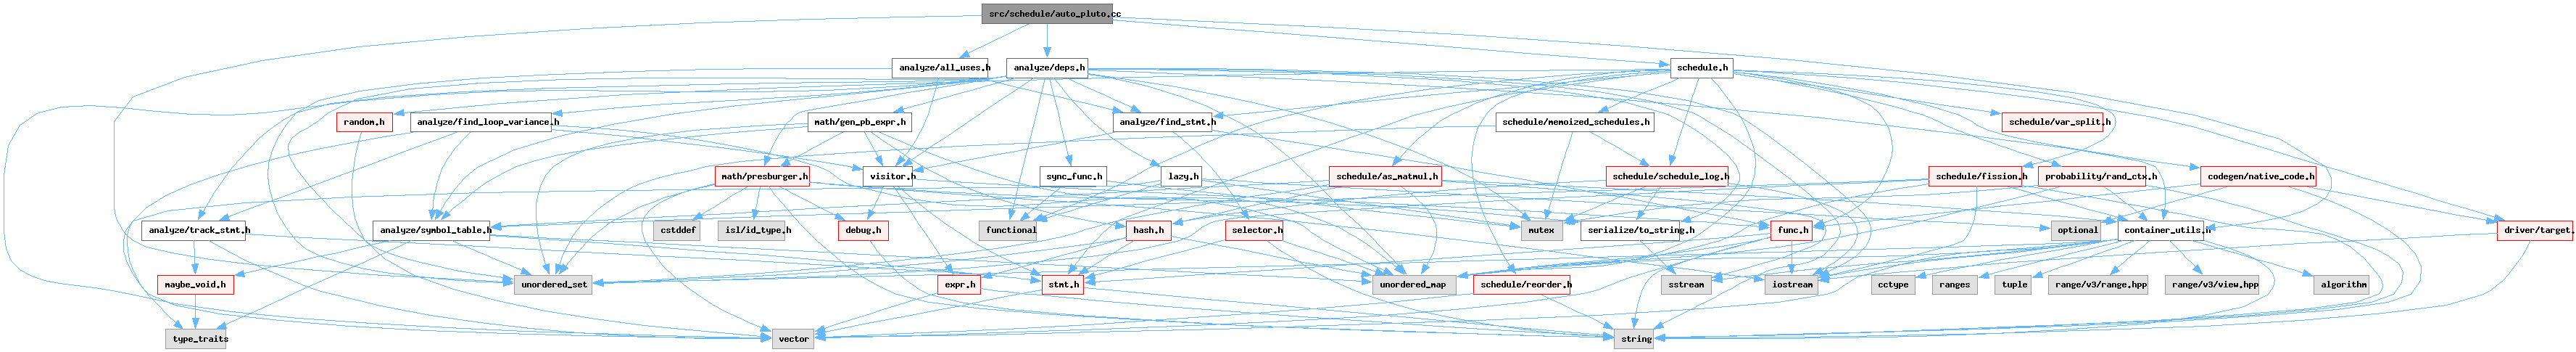 src/schedule/auto_pluto.cc
analyze/all_uses.h
analyze/deps.h
schedule.h
random.h
analyze/find_loop_variance.h
math/gen_pb_expr.h
analyze/find_stmt.h
schedule/memoized_schedules.h
schedule/var_split.h
math/presburger.h
visitor.h
sync_func.h
lazy.h
schedule/as_matmul.h
schedule/schedule_log.h
schedule/fission.h
probability/rand_ctx.h
codegen/native_code.h
analyze/track_stmt.h
analyze/symbol_table.h
cstddef
isl/id_type.h
debug.h
functional
hash.h
selector.h
mutex
serialize/to_string.h
func.h
optional
container_utils.h
driver/target.
maybe_void.h
unordered_set
expr.h
stmt.h
unordered_map
schedule/reorder.h
sstream
iostream
cctype
ranges
tuple
range/v3/range.hpp
range/v3/view.hpp
algorithm
type_traits
vector
string